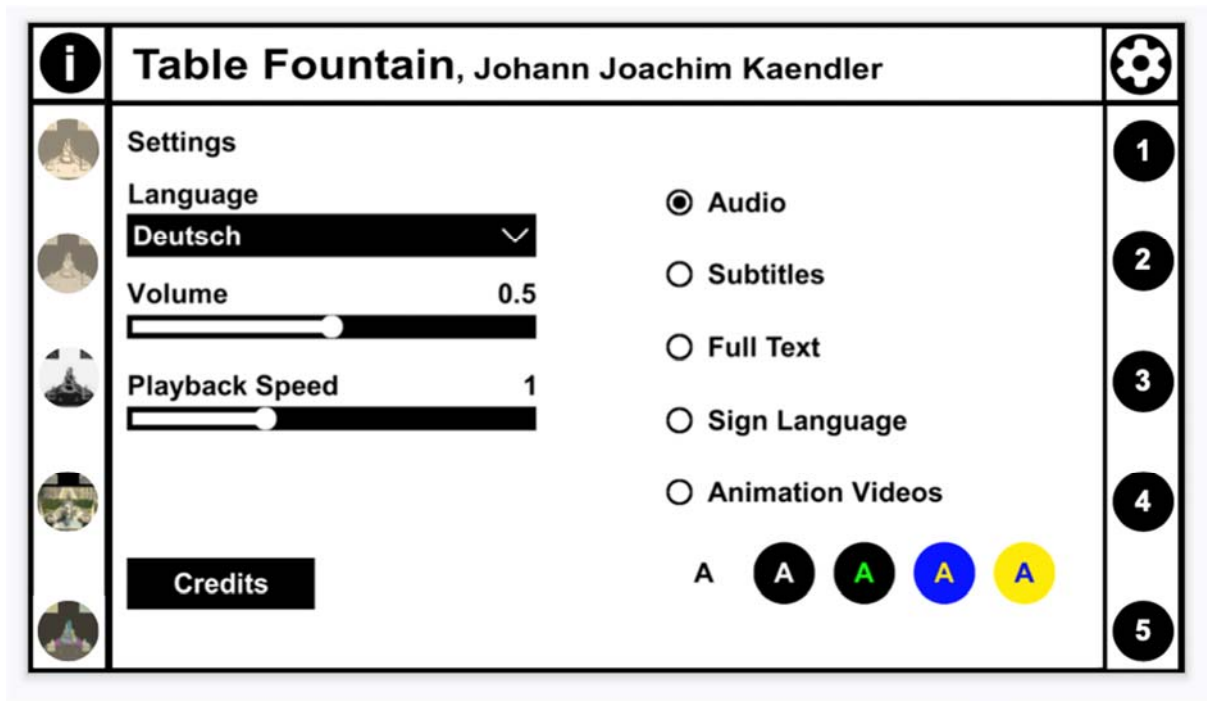 i
Table Fountain, Johann Joachim Kaendler
Settings
Language
Deutsch
Volume 0.5
Playback Speed 1
Credits
Audio
Subtitles
Full Text
Sign Language
Animation Videos
A A A A A
1
2
3
4
5